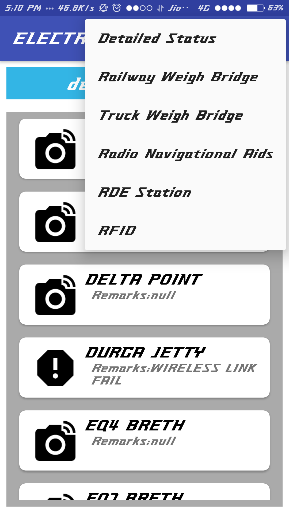 5:10 PM ... 46.8K/s Jio 4G 63%
ELECTR
Detailed Status
Railway Weigh Bridge
Truck Weigh Bridge
Radio Navigational Aids
RDE Station
RFID
de
DELTA POINT
Remarks:null
DURGA JETTY
Remarks:WIRELESS LINK
FAIL
EQ4 BRETH
Remarks:null
EQ7 BRETH